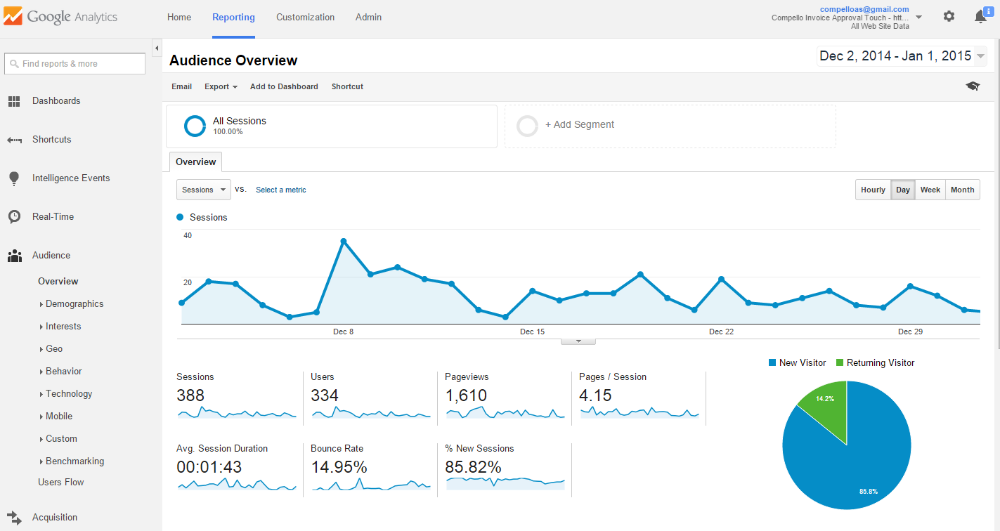 Google Analytics
Home Reporting Customization Admin
compelloas@gmail.com
Compello Invoice Approval Touch - htt...
All Web Site Data
i
Find reports & more
Dashboards
Shortcuts
Intelligence Events
Real-Time
Audience
Overview
Demographics
Interests
Geo
Behavior
Technology
Mobile
Custom
Benchmarking
Users Flow
Acquisition
Audience Overview
Dec 2, 2014 - Jan 1, 2015
Email Export Add to Dashboard Shortcut
All Sessions
100.00%
+ Add Segment
Overview
Sessions vs. Select a metric
Hourly Day Week Month
Sessions
40
20
Dec 8 Dec 15 Dec 22 Dec 29
New Visitor Returning Visitor
Sessions Users Pageviews Pages / Session
388 334 1,610 4.15
Avg. Session Duration Bounce Rate % New Sessions
00:01:43 14.95% 85.82%
14.2%
85.8%